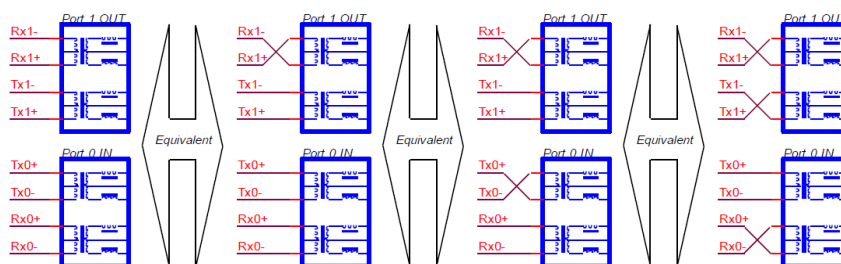 Port 1 OUT Port 1 OUT Port 1 OUT Port 1 OUT
Rx1- Rx1- Rx1- Rx1-
Rx1+ Rx1+ Rx1+ Rx1+
Tx1- Tx1- Tx1- Tx1-
Tx1+ Tx1+ Tx1+ Tx1+
Equivalent Equivalent Equivalent
Port 0 IN Port 0 IN Port 0 IN Port 0 IN
Tx0+ Tx0+ Tx0+ Tx0+
Tx0- Tx0- Tx0- Tx0-
Rx0+ Rx0+ Rx0+ Rx0+
Rx0- Rx0- Rx0- Rx0-